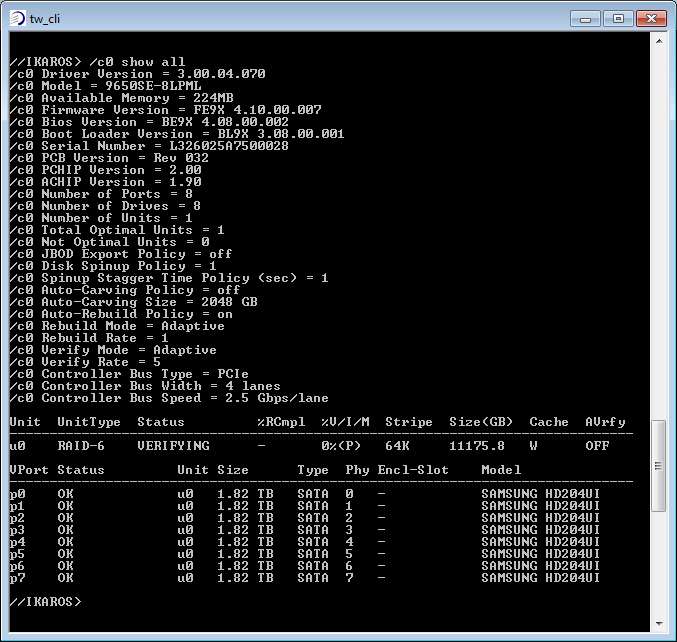 tw_cli
//IKAROS> /c0 show all
/c0 Driver Version = 3.00.04.070
/c0 Model = 9650SE-8LPML
/c0 Available Memory = 224MB
/c0 Firmware Version = FE9X 4.10.00.007
/c0 Bios Version = BE9X 4.08.00.002
/c0 Boot Loader Version = BL9X 3.08.00.001
/c0 Serial Number = L326025A7500028
/c0 PCB Version = Rev 032
/c0 PCHIP Version = 2.00
/c0 ACHIP Version = 1.90
/c0 Number of Ports = 8
/c0 Number of Drives = 8
/c0 Number of Units = 1
/c0 Total Optimal Units = 1
/c0 Not Optimal Units = 0
/c0 JBOD Export Policy = off
/c0 Disk Spinup Policy = 1
/c0 Spinup Stagger Time Policy (sec) = 1
/c0 Auto-Carving Policy = off
/c0 Auto-Carving Size = 2048 GB
/c0 Auto-Rebuild Policy = on
/c0 Rebuild Mode = Adaptive
/c0 Rebuild Rate = 1
/c0 Verify Mode = Adaptive
/c0 Verify Rate = 5
/c0 Controller Bus Type = PCIe
/c0 Controller Bus Width = 4 lanes
/c0 Controller Bus Speed = 2.5 Gbps/lane
Unit  UnitType  Status         %RCmpl  %V/I/M  Stripe  Size(GB)  Cache  AVrfy
------------------------------------------------------------------------------
u0    RAID-6    VERIFYING      -       0%(P)   64K     11175.8   W      OFF
VPort Status         Unit Size      Type  Phy Encl-Slot    Model
------------------------------------------------------------------------------
p0    OK             u0   1.82 TB   SATA  0   -            SAMSUNG HD204UI
p1    OK             u0   1.82 TB   SATA  1   -            SAMSUNG HD204UI
p2    OK             u0   1.82 TB   SATA  2   -            SAMSUNG HD204UI
p3    OK             u0   1.82 TB   SATA  3   -            SAMSUNG HD204UI
p4    OK             u0   1.82 TB   SATA  4   -            SAMSUNG HD204UI
p5    OK             u0   1.82 TB   SATA  5   -            SAMSUNG HD204UI
p6    OK             u0   1.82 TB   SATA  6   -            SAMSUNG HD204UI
p7    OK             u0   1.82 TB   SATA  7   -            SAMSUNG HD204UI
//IKAROS>